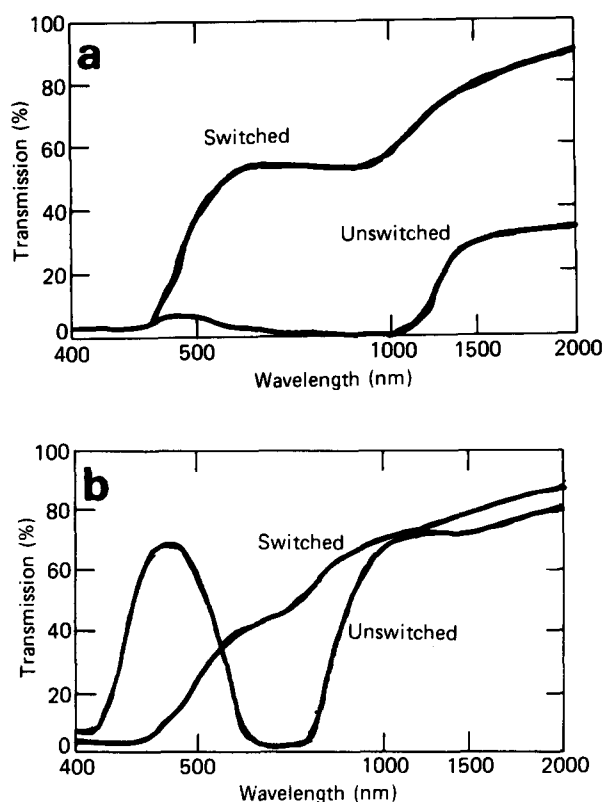 100
a
80
60
40
20
0
Transmission (%)
Switched
Unswitched
400 500 1000 1500 2000
Wavelength (nm)
100
b
80
60
40
20
0
Transmission (%)
Switched
Unswitched
400 500 1000 1500 2000
Wavelength (nm)